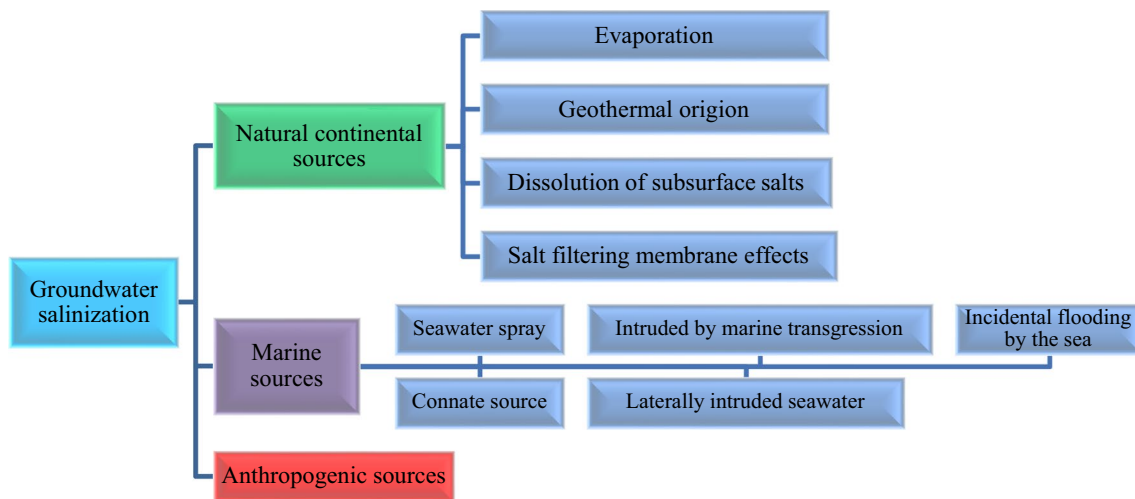 Groundwater
salinization
Natural continental
sources
Evaporation
Geothermal origion
Dissolution of subsurface salts
Salt filtering membrane effects
Marine
sources
Seawater spray
Intruded by marine transgression
Incidental flooding
by the sea
Connate source
Laterally intruded seawater
Anthropogenic sources